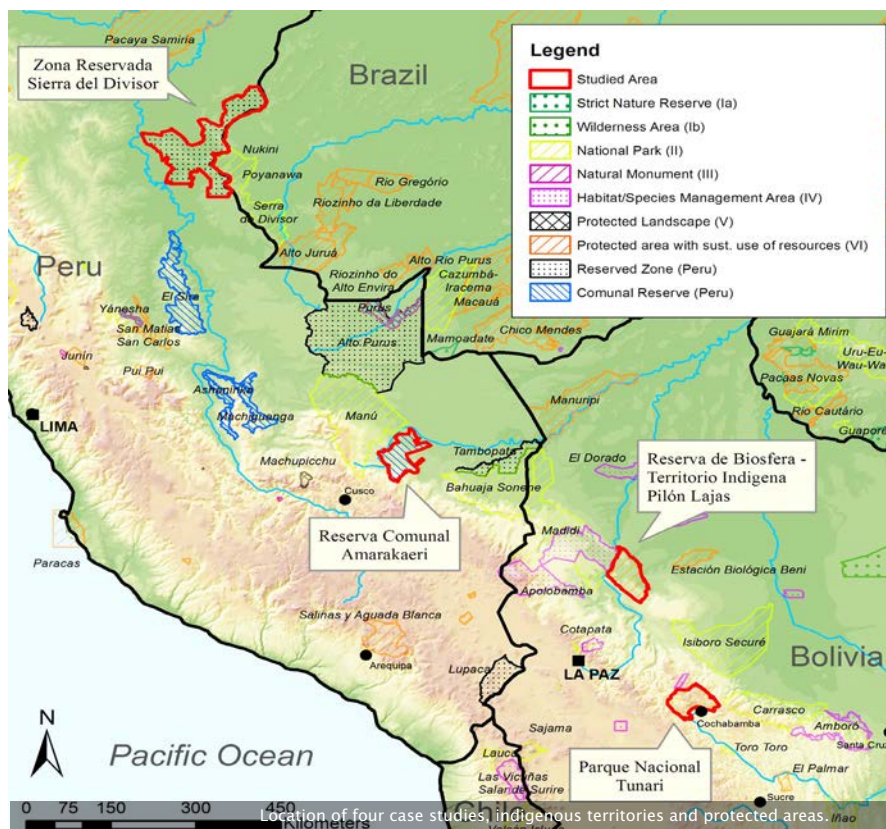 Pacaya Samiria
Zona Reservada
Sierra del Divisor
Brazil
Legend
Studied Area
Strict Nature Reserve (Ia)
Wilderness Area (Ib)
National Park (II)
Natural Monument (III)
Habitat/Species Management Area (IV)
Protected Landscape (V)
Protected area with sust. use of resources (VI)
Reserved Zone (Peru)
Comunal Reserve (Peru)
Nukini
Poyanawa
Rio Gregório
Riozinho da Liberdade
Serra
do Divisor
Alto Juruá
Alto Rio Purus
Riozinho do
Alto Envira
Cazumbá-
Iracema
Macauá
Peru
El Sira
Yánesha
San Matias
San Carlos
Purus
Chico Mendes
Mamoadate
Alto Purus
Junín
Pui Pui
Guajará Mirim
Uru-Eu-
Wau-Wa
Pacaas Novas
Rio Cautário
Guaporé
Ashaninka
Machiguenga
Manú
Manuripi
LIMA
Machupicchu
Tambopata
El Dorado
Reserva de Biosfera -
Territorio Indigena
Pilón Lajas
Cusco
Bahuaja Sonene
Reserva Comunal
Amarakaeri
Madidi
Paracas
Estación Biológica Beni
Apolobamba
Salinas y Aguada Blanca
Cotapata
Isiboro Securé
Arequipa
Lupaca
LA PAZ
Bolivia
Carrasco
Cochabamba
Amboró
Santa Cruz
N
Pacific Ocean
Sajama
Toro Toro
Lauca
Parque Nacional
Tunari
El Palmar
Las Vicuñas
Salar de Surire
Sucre
0 75 150 300 450
Kilometers
Chile
Iñao
Location of four case studies, indigenous territories and protected areas.